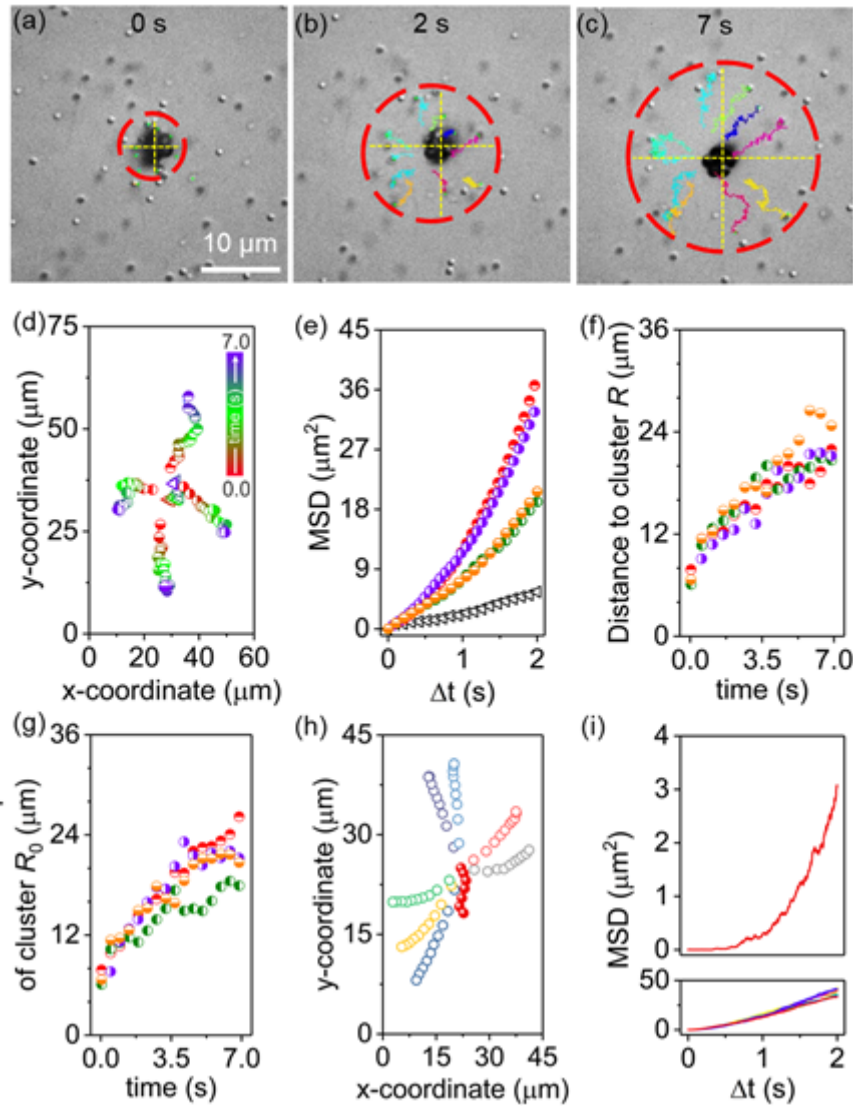 (a) 0 s
10 μm
(b) 2 s
(c) 7 s
(d)
75
50
25
0
y-coordinate (μm)
0 20 40 60
x-coordinate (μm)
7.0
time (s)
0.0
(e)
45
36
27
18
9
0
MSD (μm²)
0 1 2
Δt (s)
(f)
36
24
12
0
Distance to cluster R (μm)
0.0 3.5 7.0
time (s)
(g)
36
24
12
0
of cluster R₀ (μm)
0.0 3.5 7.0
time (s)
(h)
45
30
15
0
y-coordinate (μm)
0 15 30 45
x-coordinate (μm)
(i)
4
3
2
1
0
MSD (μm²)
50
0
0 1 2
Δt (s)